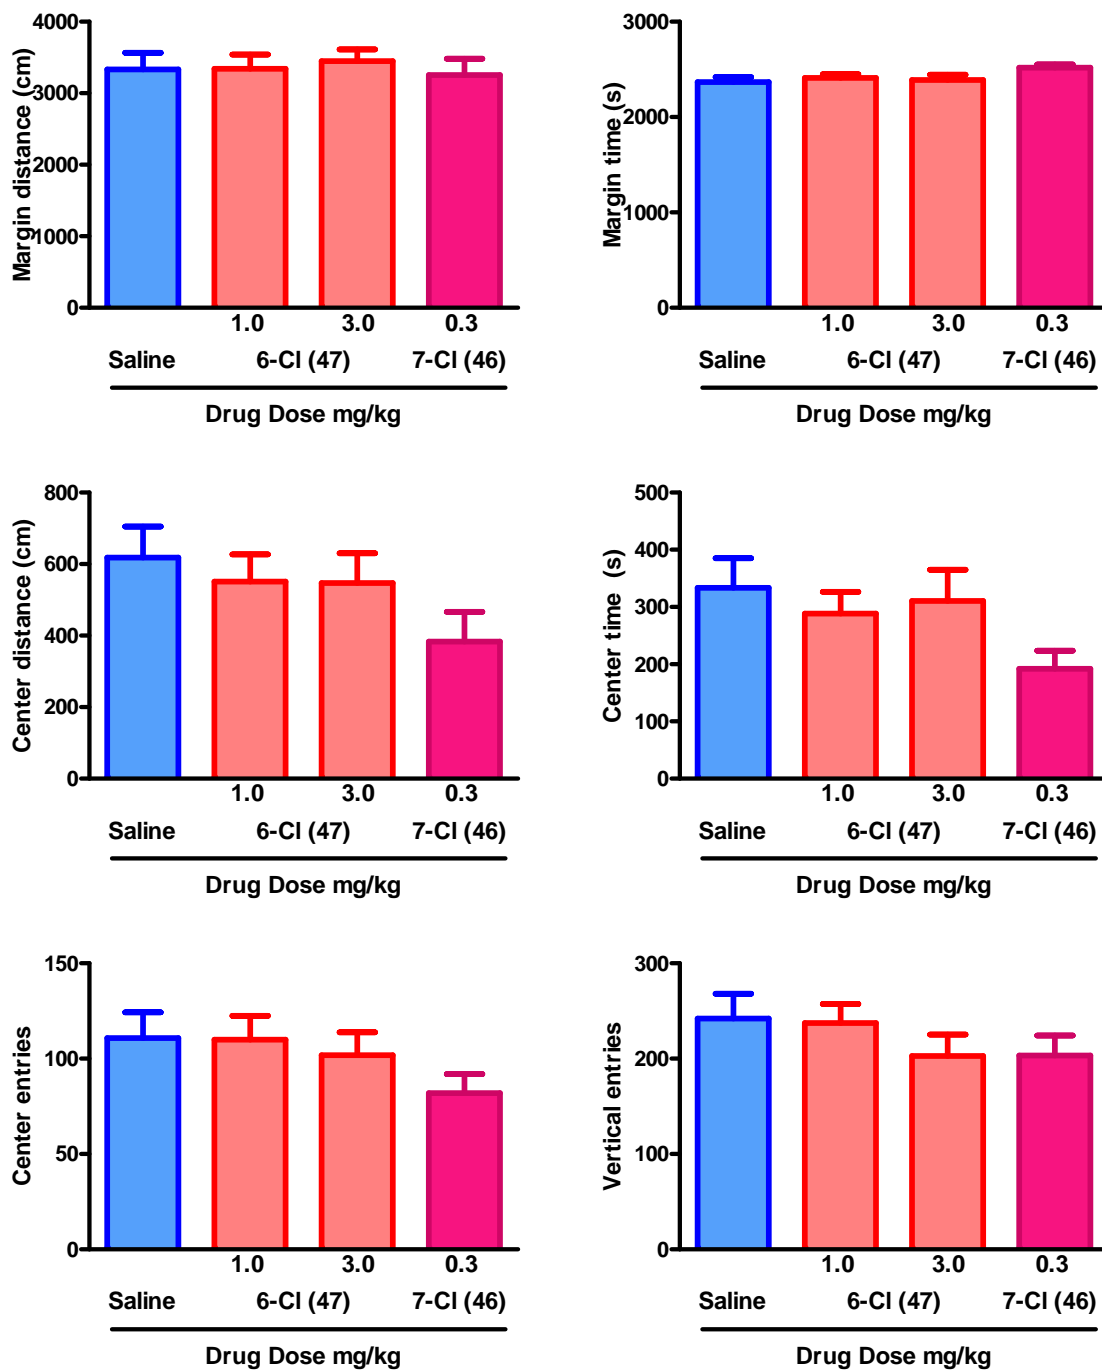 Margin distance (cm)
4000
3000
2000
1000
0
1.0 3.0 0.3
Saline 6-Cl (47) 7-Cl (46)
Drug Dose mg/kg
Margin time (s)
3000
2000
1000
0
1.0 3.0 0.3
Saline 6-Cl (47) 7-Cl (46)
Drug Dose mg/kg
Center distance (cm)
800
600
400
200
0
1.0 3.0 0.3
Saline 6-Cl (47) 7-Cl (46)
Drug Dose mg/kg
Center time (s)
500
400
300
200
100
0
1.0 3.0 0.3
Saline 6-Cl (47) 7-Cl (46)
Drug Dose mg/kg
Center entries
150
100
50
0
1.0 3.0 0.3
Saline 6-Cl (47) 7-Cl (46)
Drug Dose mg/kg
Vertical entries
300
200
100
0
1.0 3.0 0.3
Saline 6-Cl (47) 7-Cl (46)
Drug Dose mg/kg